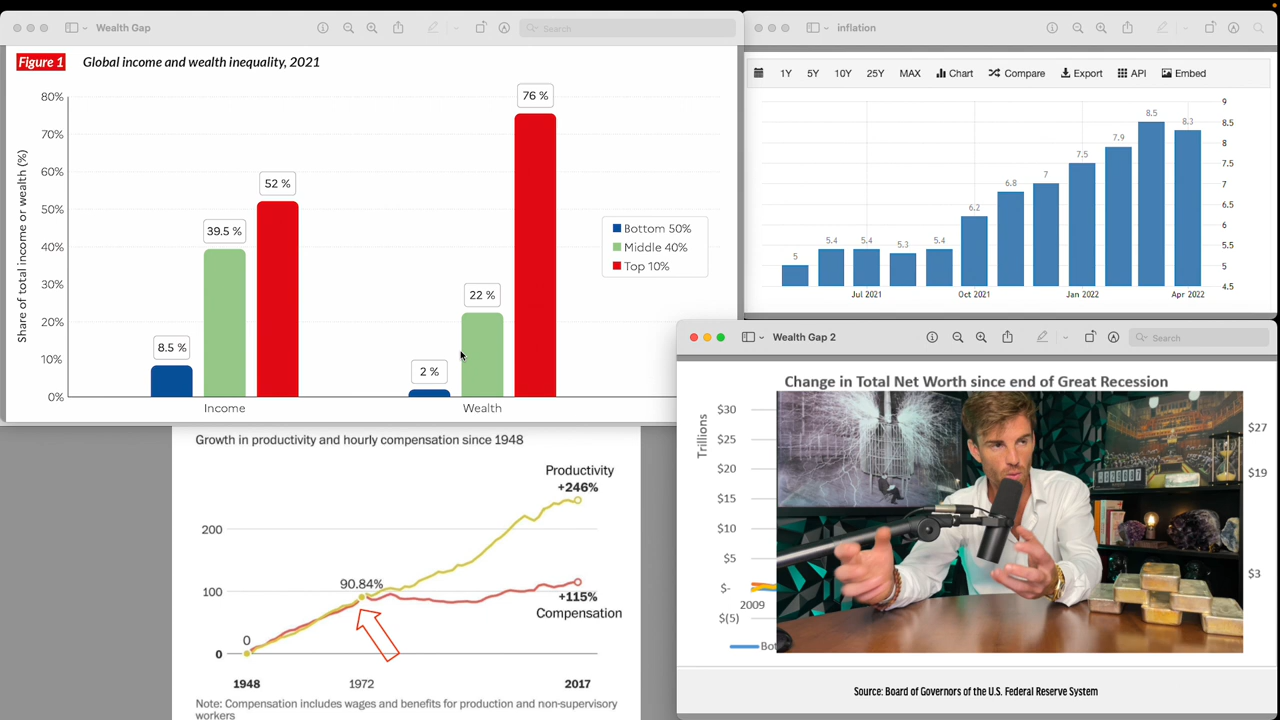 Wealth Gap
Search
Figure 1 Global income and wealth inequality, 2021
Share of total income or wealth (%)
80%
70%
60%
50%
40%
30%
20%
10%
0%
8.5 %
39.5 %
52 %
2 %
22 %
76 %
Income
Wealth
Bottom 50%
Middle 40%
Top 10%
inflation
1Y 5Y 10Y 25Y MAX Chart Compare Export API Embed
9
8.5
8
7.5
7
6.5
6
5.5
5
4.5
5
5.4
5.4
5.3
5.4
6.2
6.8
7
7.5
7.9
8.5
8.3
Jul 2021
Oct 2021
Jan 2022
Apr 2022
Growth in productivity and hourly compensation since 1948
Productivity
+246%
200
90.84%
100
+115%
Compensation
0
0
1948
1972
2017
Note: Compensation includes wages and benefits for production and non-supervisory
workers
Wealth Gap 2
Search
Change in Total Net Worth since end of Great Recession
Trillions
$30
$25
$20
$15
$10
$5
$-
$(5)
2009
$27
$19
$3
Source: Board of Governors of the U.S. Federal Reserve System